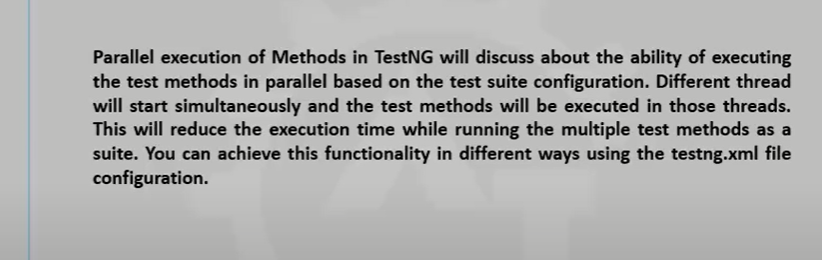 Parallel execution of Methods in TestNG will discuss about the ability of executing
the test methods in parallel based on the test suite configuration. Different thread
will start simultaneously and the test methods will be executed in those threads.
This will reduce the execution time while running the multiple test methods as a
suite. You can achieve this functionality in different ways using the testng.xml file
configuration.